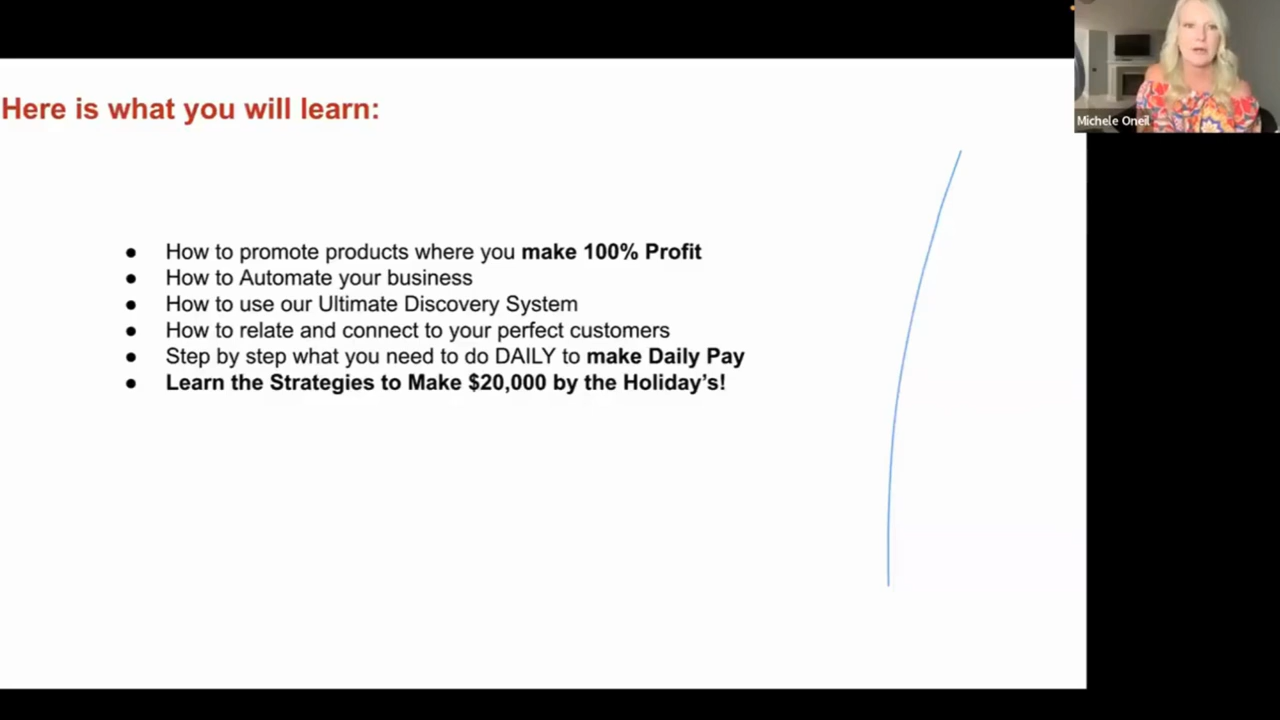 Michele Oneil
Here is what you will learn:
● How to promote products where you make 100% Profit
● How to Automate your business
● How to use our Ultimate Discovery System
● How to relate and connect to your perfect customers
● Step by step what you need to do DAILY to make Daily Pay
● Learn the Strategies to Make $20,000 by the Holiday’s!